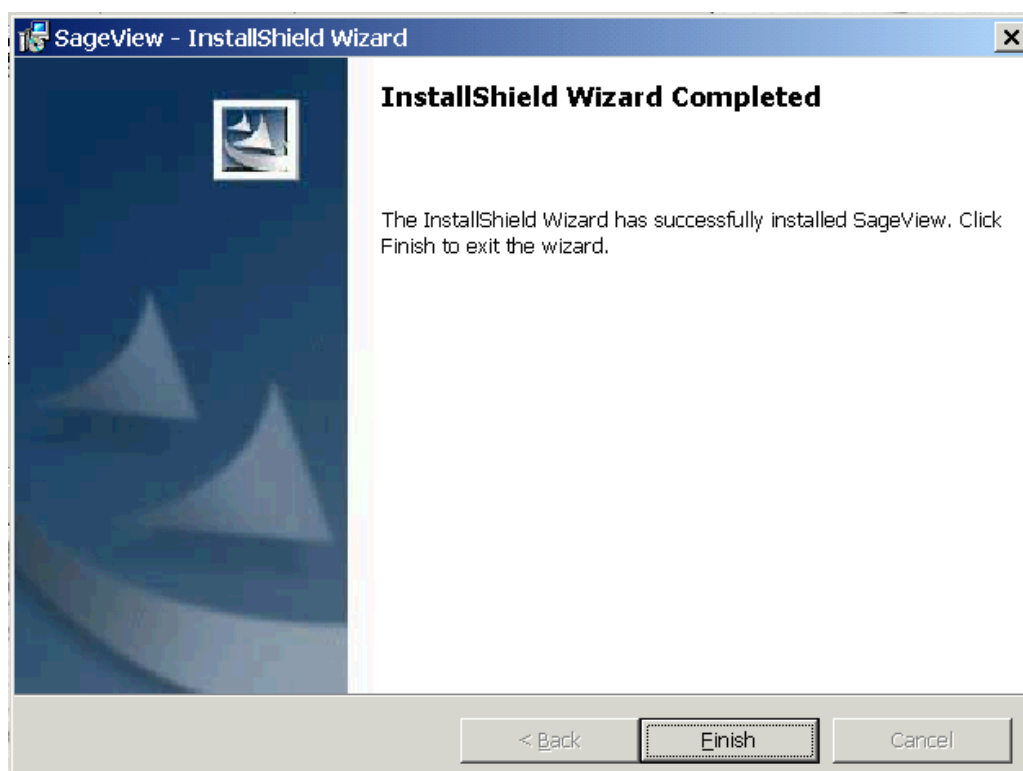 SageView - InstallShield Wizard
InstallShield Wizard Completed
The InstallShield Wizard has successfully installed SageView. Click
Finish to exit the wizard.
< Back
Finish
Cancel